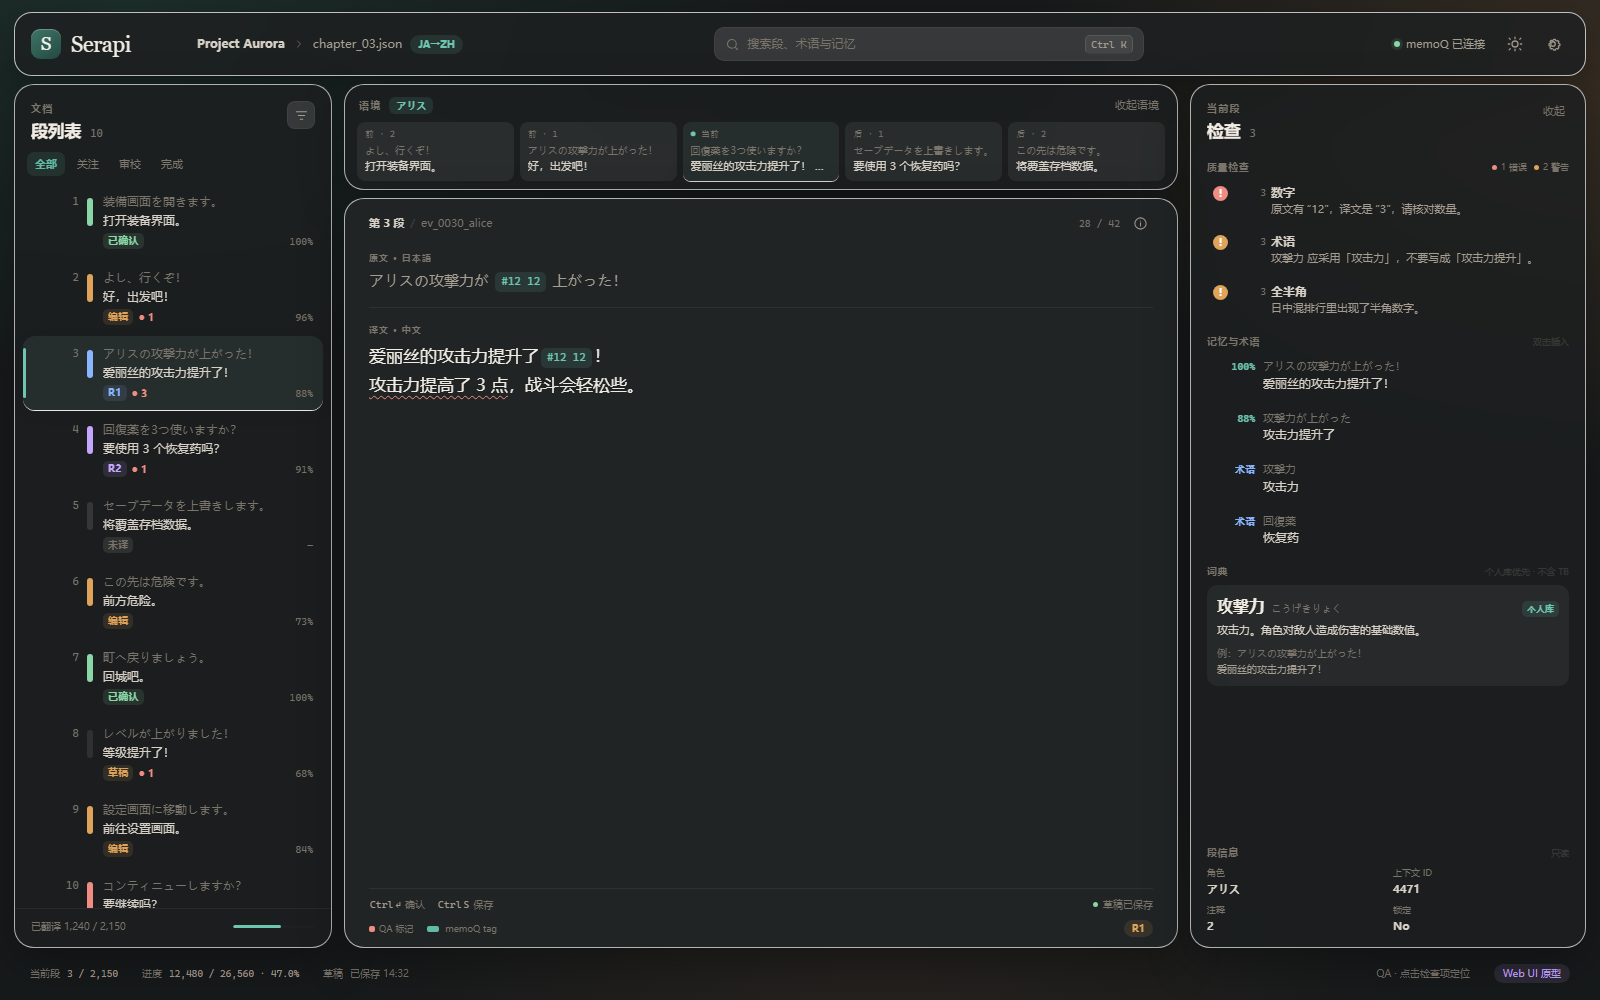 S Serapi
Project Aurora › chapter_03.json JA→ZH
搜索段、术语与记忆 Ctrl K
memoQ 已连接
文档
段列表 10
全部 关注 审校 完成
1 装備画面を開きます。
打开装备界面。
已确认 100%
2 よし、行くぞ！
好，出发吧！
编辑 1 96%
3 アリスの攻撃力が上がった！
爱丽丝的攻击力提升了！
R1 3 88%
4 回復薬を3つ使いますか？
要使用 3 个恢复药吗？
R2 1 91%
5 セーブデータを上書きします。
将覆盖存档数据。
未译 —
6 この先は危険です。
前方危险。
编辑 73%
7 町へ戻りましょう。
回城吧。
已确认 100%
8 レベルが上がりました！
等级提升了！
草稿 1 68%
9 設定画面に移動します。
前往设置画面。
编辑 84%
10 コンティニューしますか？
要继续吗？
已翻译 1,240 / 2,150
语境 アリス 收起语境
前 · 2
よし、行くぞ！
打开装备界面。
前 · 1
アリスの攻撃力が上がった！
好，出发吧！
当前
回復薬を3つ使いますか？
爱丽丝的攻击力提升了！ …
后 · 1
セーブデータを上書きします。
要使用 3 个恢复药吗？
后 · 2
この先は危険です。
将覆盖存档数据。
第 3 段 / ev_0030_alice 28 / 42
原文 • 日本語
アリスの攻撃力が #12 12 上がった！
译文 • 中文
爱丽丝的攻击力提升了 #12 12 ！
攻击力提高了 3 点，战斗会轻松些。
Ctrl ↵ 确认 Ctrl S 保存 草稿已保存
QA 标记 memoQ tag R1
当前段
检查 3 收起
质量检查 1 错误 2 警告
3 数字
原文有 “12”，译文是 “3”，请核对数量。
3 术语
攻撃力 应采用「攻击力」，不要写成「攻击力提升」。
3 全半角
日中混排行里出现了半角数字。
记忆与术语 双击插入
100% アリスの攻撃力が上がった！
爱丽丝的攻击力提升了！
88% 攻撃力が上がった
攻击力提升了
术语 攻撃力
攻击力
术语 回復薬
恢复药
词典 个人库优先 · 不含 TB
攻撃力 こうげきりょく 个人库
攻击力。角色对敌人造成伤害的基础数值。
例：アリスの攻撃力が上がった！
爱丽丝的攻击力提升了！
段信息 只读
角色 上下文 ID
アリス 4471
注释 锁定
2 No
当前段 3 / 2,150 进度 12,480 / 26,560 · 47.0% 草稿 已保存 14:32
QA · 点击检查项定位 Web UI 原型